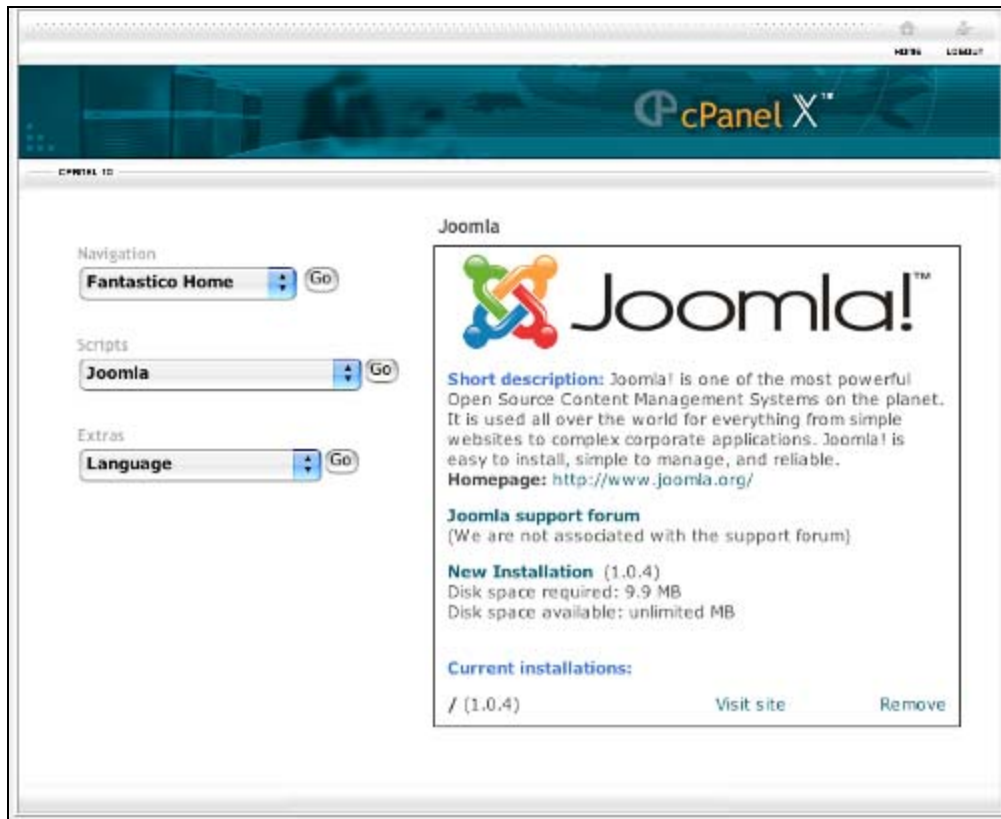 HOME LOGOUT
cPanel X™
CPANEL 10
Navigation
Fantastico Home Go
Scripts
Joomla Go
Extras
Language Go
Joomla
Joomla!™
Short description: Joomla! is one of the most powerful
Open Source Content Management Systems on the planet.
It is used all over the world for everything from simple
websites to complex corporate applications. Joomla! is
easy to install, simple to manage, and reliable.
Homepage: http://www.joomla.org/
Joomla support forum
(We are not associated with the support forum)
New Installation (1.0.4)
Disk space required: 9.9 MB
Disk space available: unlimited MB
Current installations:
/ (1.0.4) Visit site Remove